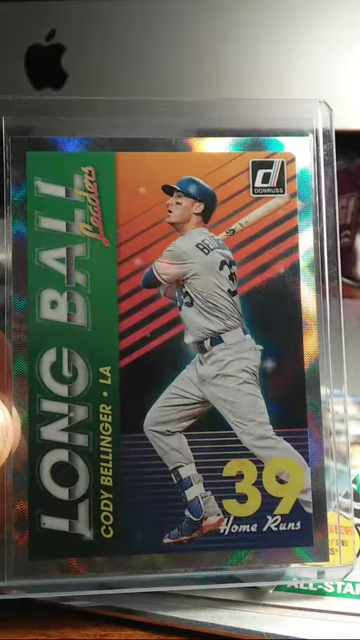 DONRUSS
LONG BALL
Leaders
CODY BELLINGER • LA
39
Home Runs
ALL-STAR